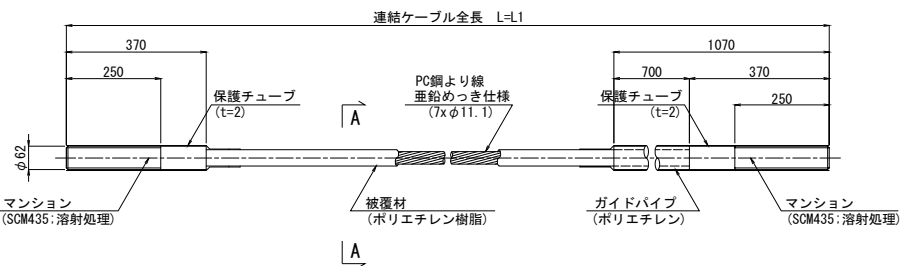 連結ケーブル全長 L=L1
370
1070
250
700
370
250
保護チューブ
(t=2)
A
PC鋼より線
亜鉛めっき仕様
(7xφ11.1)
保護チューブ
(t=2)
φ62
マンション
(SCM435;溶射処理)
被覆材
(ポリエチレン樹脂)
ガイドパイプ
(ポリエチレン)
マンション
(SCM435;溶射処理)
A